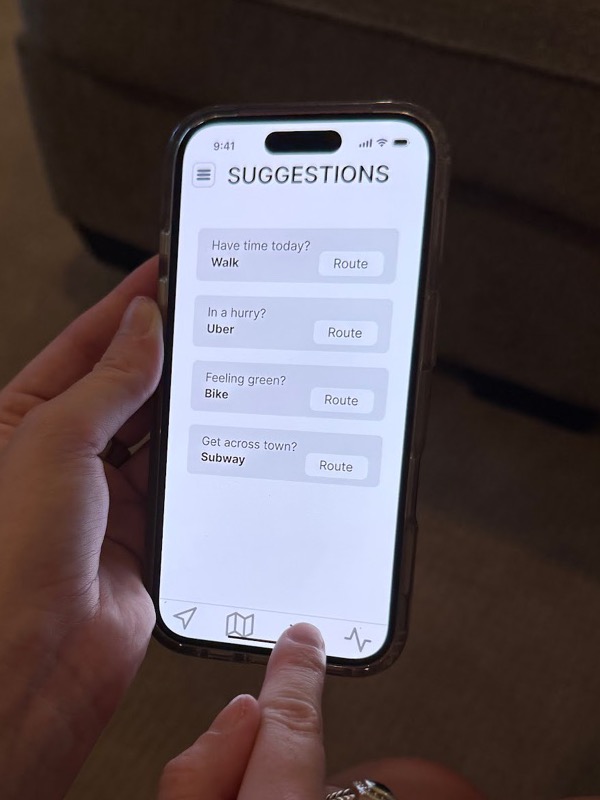 9:41
SUGGESTIONS
Have time today?
Walk
Route
In a hurry?
Uber
Route
Feeling green?
Bike
Route
Get across town?
Subway
Route